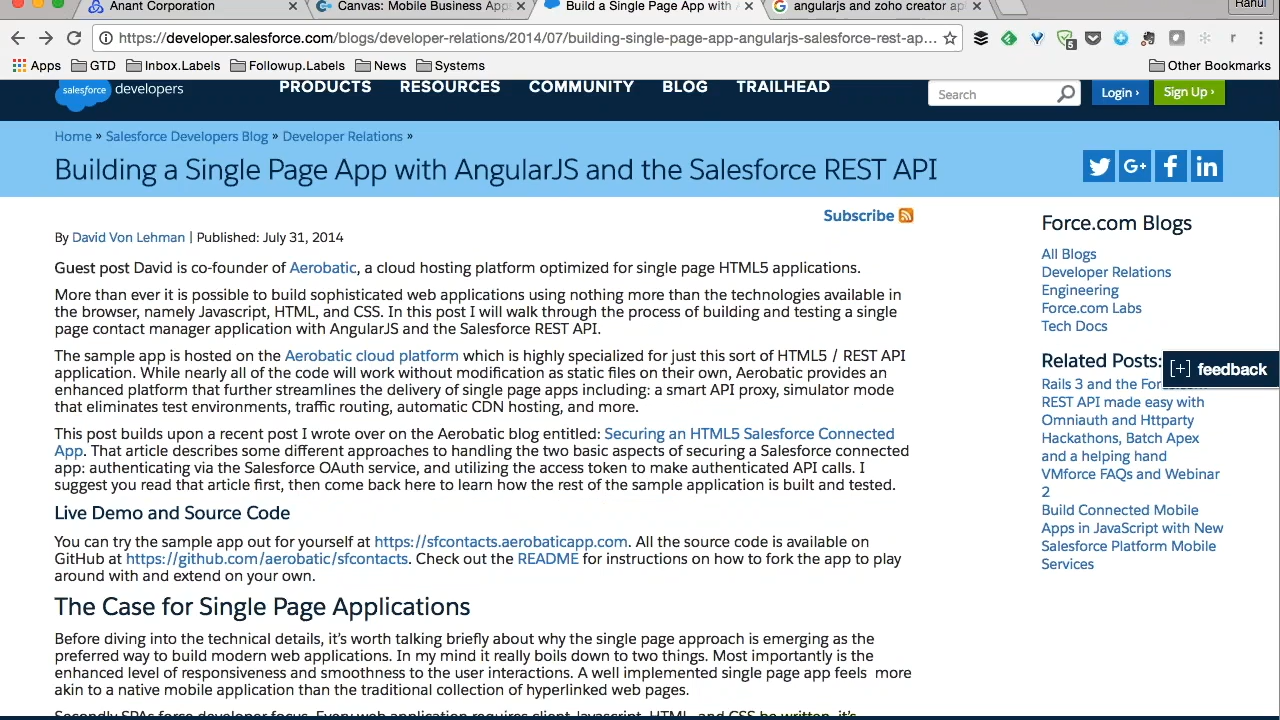 Anant Corporation
Canvas: Mobile Business App
Build a Single Page App with
angularjs and zoho creator ap
Rahul
https://developer.salesforce.com/blogs/developer-relations/2014/07/building-single-page-app-angularjs-salesforce-rest-ap...
5
r
Apps GTD Inbox.Labels Followup.Labels News Systems Other Bookmarks
salesforce developers
PRODUCTS RESOURCES COMMUNITY BLOG TRAILHEAD
Search
Login ›
Sign Up ›
Home » Salesforce Developers Blog » Developer Relations »
Building a Single Page App with AngularJS and the Salesforce REST API
G+ f in
Subscribe
By David Von Lehman | Published: July 31, 2014
Guest post David is co-founder of Aerobatic, a cloud hosting platform optimized for single page HTML5 applications.
More than ever it is possible to build sophisticated web applications using nothing more than the technologies available in
the browser, namely Javascript, HTML, and CSS. In this post I will walk through the process of building and testing a single
page contact manager application with AngularJS and the Salesforce REST API.
The sample app is hosted on the Aerobatic cloud platform which is highly specialized for just this sort of HTML5 / REST API
application. While nearly all of the code will work without modification as static files on their own, Aerobatic provides an
enhanced platform that further streamlines the delivery of single page apps including: a smart API proxy, simulator mode
that eliminates test environments, traffic routing, automatic CDN hosting, and more.
This post builds upon a recent post I wrote over on the Aerobatic blog entitled: Securing an HTML5 Salesforce Connected
App. That article describes some different approaches to handling the two basic aspects of securing a Salesforce connected
app: authenticating via the Salesforce OAuth service, and utilizing the access token to make authenticated API calls. I
suggest you read that article first, then come back here to learn how the rest of the sample application is built and tested.
Live Demo and Source Code
You can try the sample app out for yourself at https://sfcontacts.aerobaticapp.com. All the source code is available on
GitHub at https://github.com/aerobatic/sfcontacts. Check out the README for instructions on how to fork the app to play
around with and extend on your own.
The Case for Single Page Applications
Before diving into the technical details, it's worth talking briefly about why the single page approach is emerging as the
preferred way to build modern web applications. In my mind it really boils down to two things. Most importantly is the
enhanced level of responsiveness and smoothness to the user interactions. A well implemented single page app feels more
akin to a native mobile application than the traditional collection of hyperlinked web pages.
Secondly SPAs force developer focus. Every web application requires client Javascript, HTML, and CSS be written, it's
Force.com Blogs
All Blogs
Developer Relations
Engineering
Force.com Labs
Tech Docs
Related Posts:
[+] feedback
Rails 3 and the Force.com
REST API made easy with
Omniauth and Httparty
Hackathons, Batch Apex
and a helping hand
VMforce FAQs and Webinar
2
Build Connected Mobile
Apps in JavaScript with New
Salesforce Platform Mobile
Services